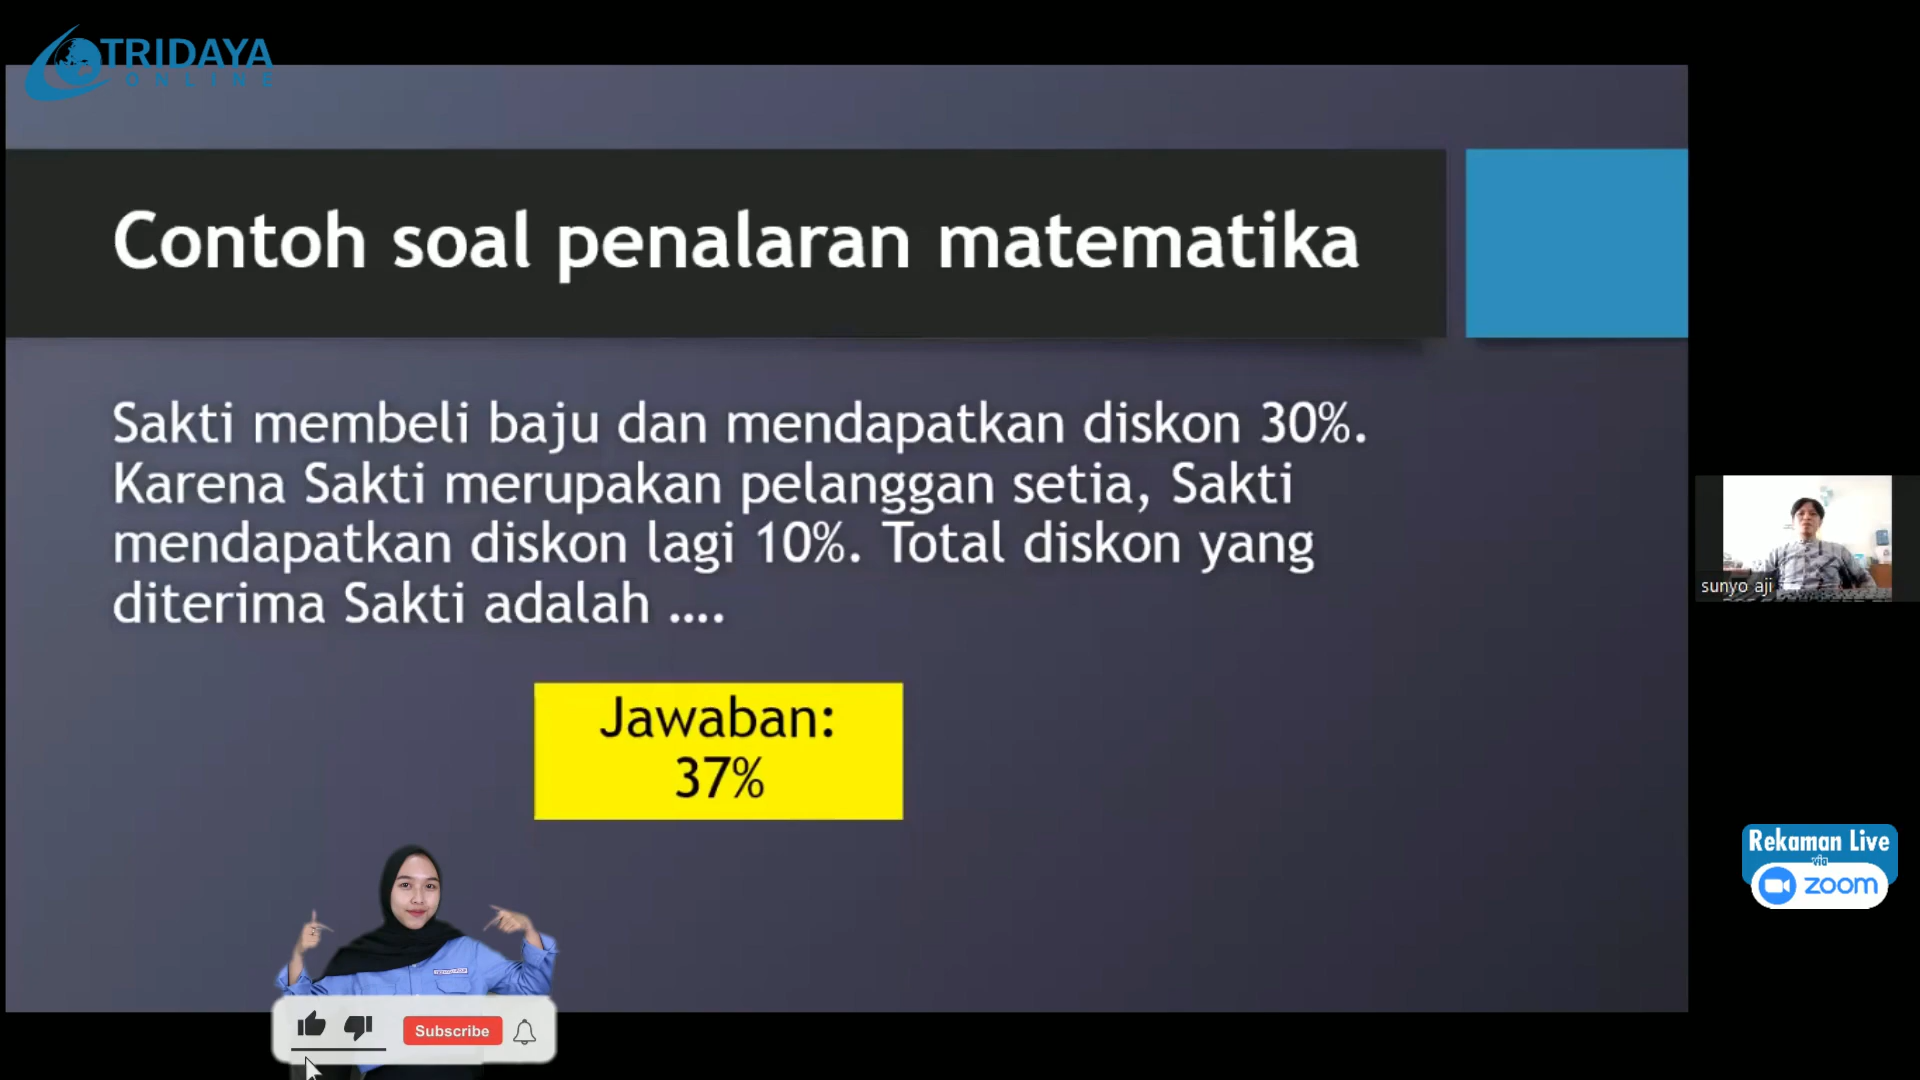 TRIDAYA
ONLINE
Contoh soal penalaran matematika
Sakti membeli baju dan mendapatkan diskon 30%.
Karena Sakti merupakan pelanggan setia, Sakti
mendapatkan diskon lagi 10%. Total diskon yang
diterima Sakti adalah ....
Jawaban:
37%
sunyo aji
Rekaman Live
via
zoom
Subscribe